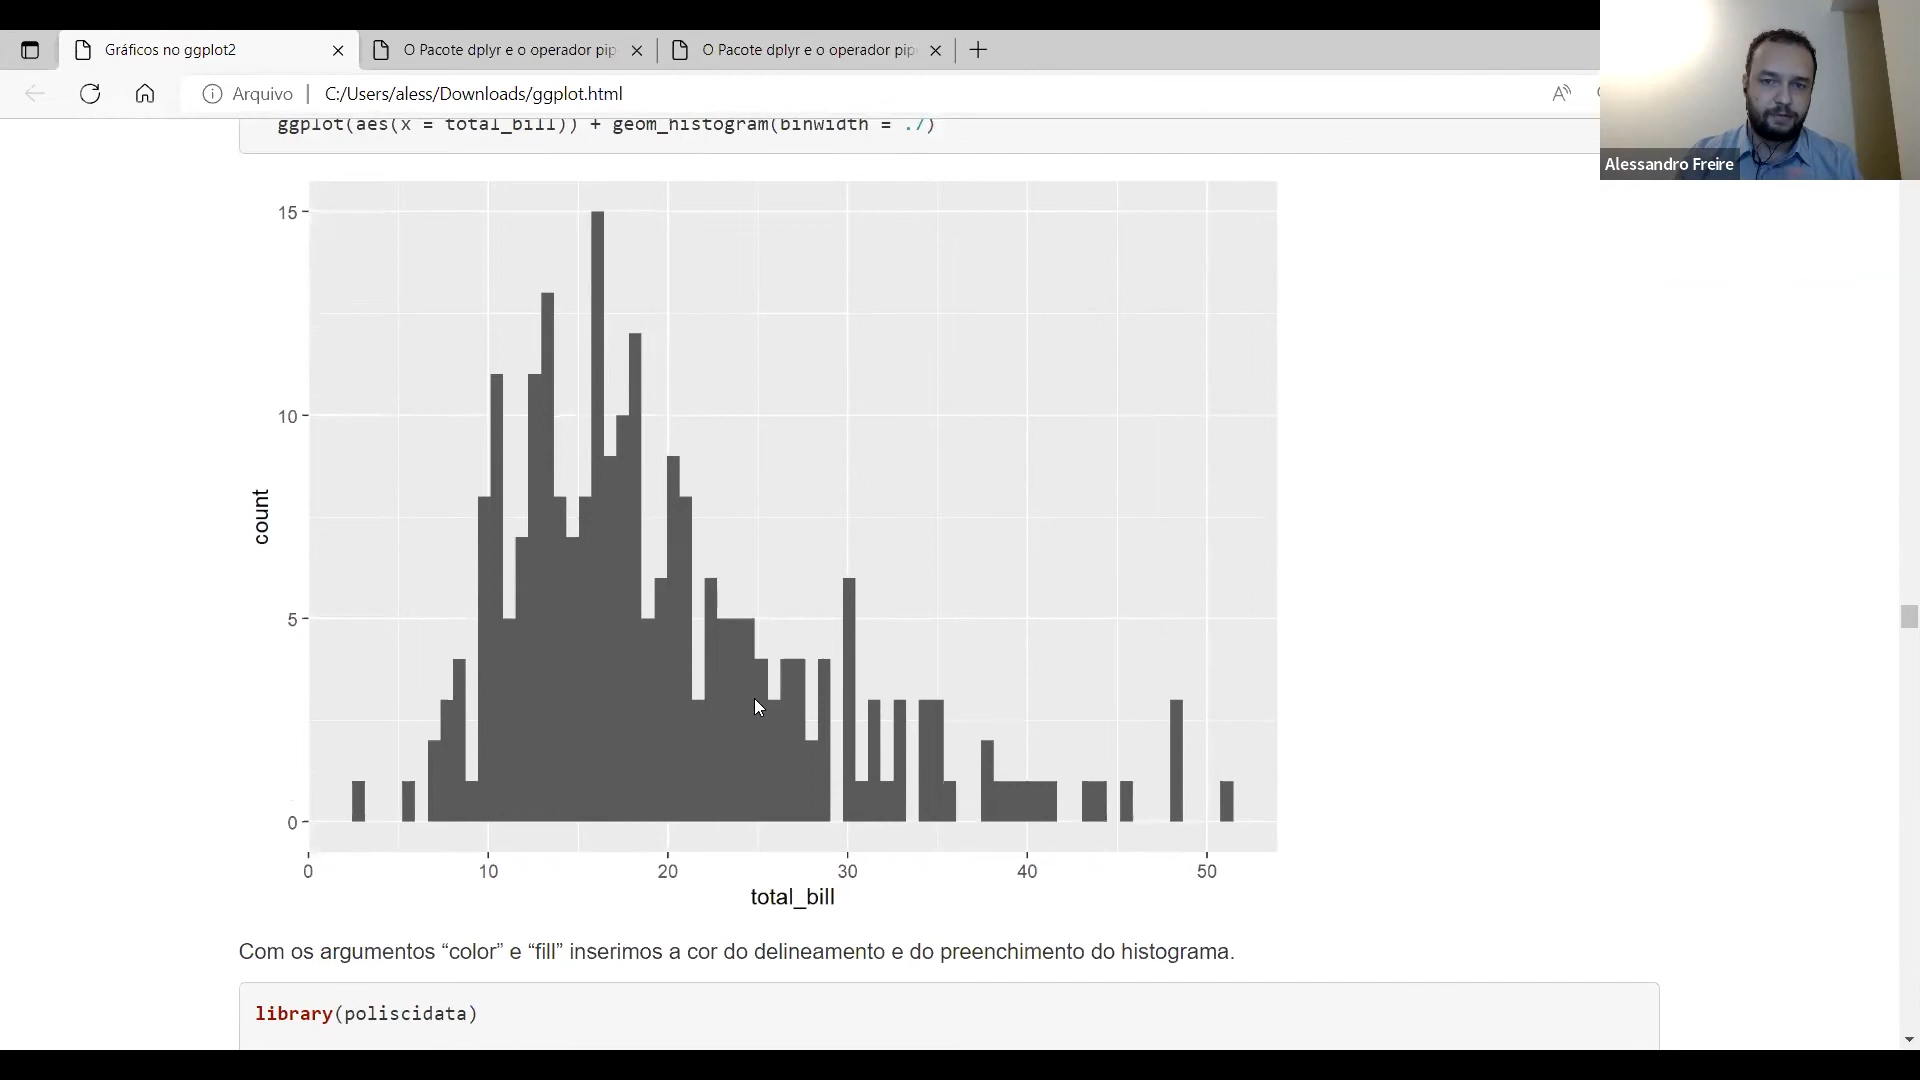 Gráficos no ggplot2
O Pacote dplyr e o operador pip
O Pacote dplyr e o operador pip
Arquivo
C:/Users/aless/Downloads/ggplot.html
Alessandro Freire
ggplot(aes(x = total_bill)) + geom_histogram(binwidth = .7)
15
10
5
0
count
0 10 20 30 40 50
total_bill
Com os argumentos “color” e “fill” inserimos a cor do delineamento e do preenchimento do histograma.
library(poliscidata)